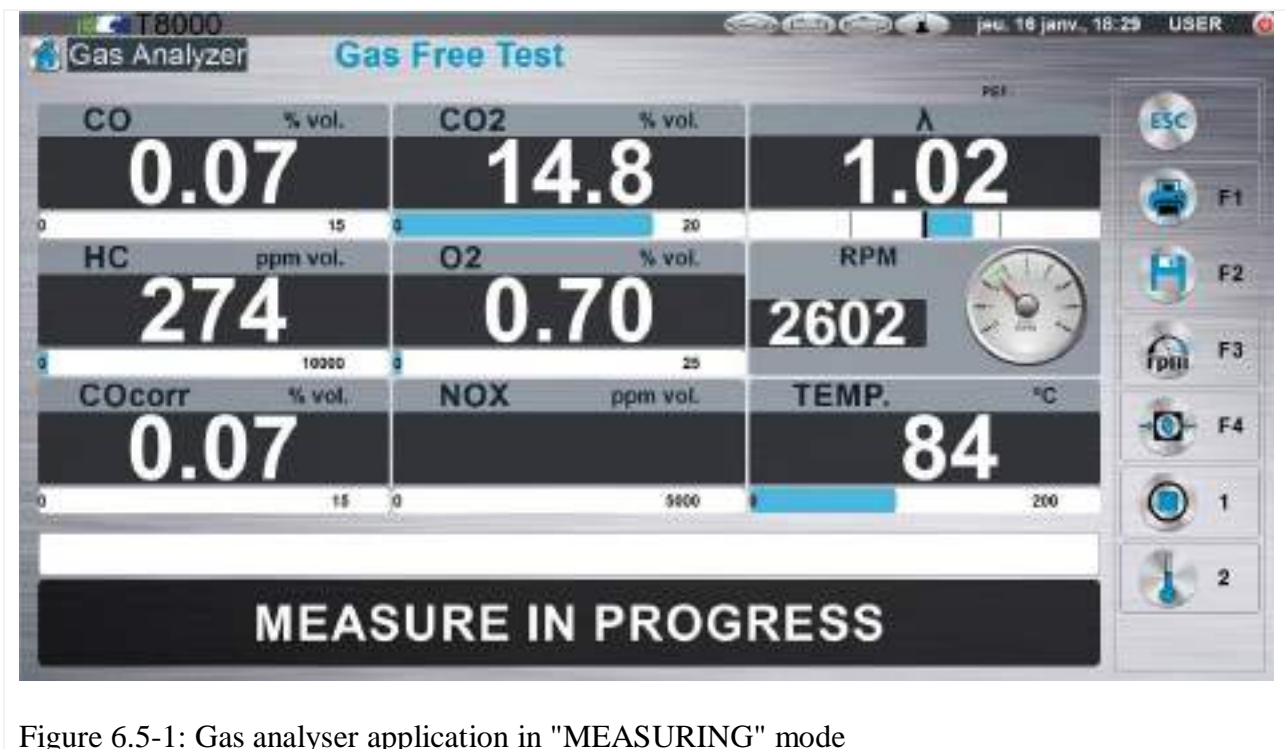 T8000 jeu. 16 janv., 18:29 USER
Gas Analyzer Gas Free Test
PEF
CO % vol. CO2 % vol. λ
ESC
0.07 14.8 1.02
F1
0 15 0 20
HC ppm vol. O2 % vol. RPM
F2
274 0.70 2602
rpm F3
0 10000 0 25
COcorr % vol. NOX ppm vol. TEMP. °C
F4
0.07 84
0 15 0 5000 0 200
1
2
MEASURE IN PROGRESS
Figure 6.5-1: Gas analyser application in "MEASURING" mode